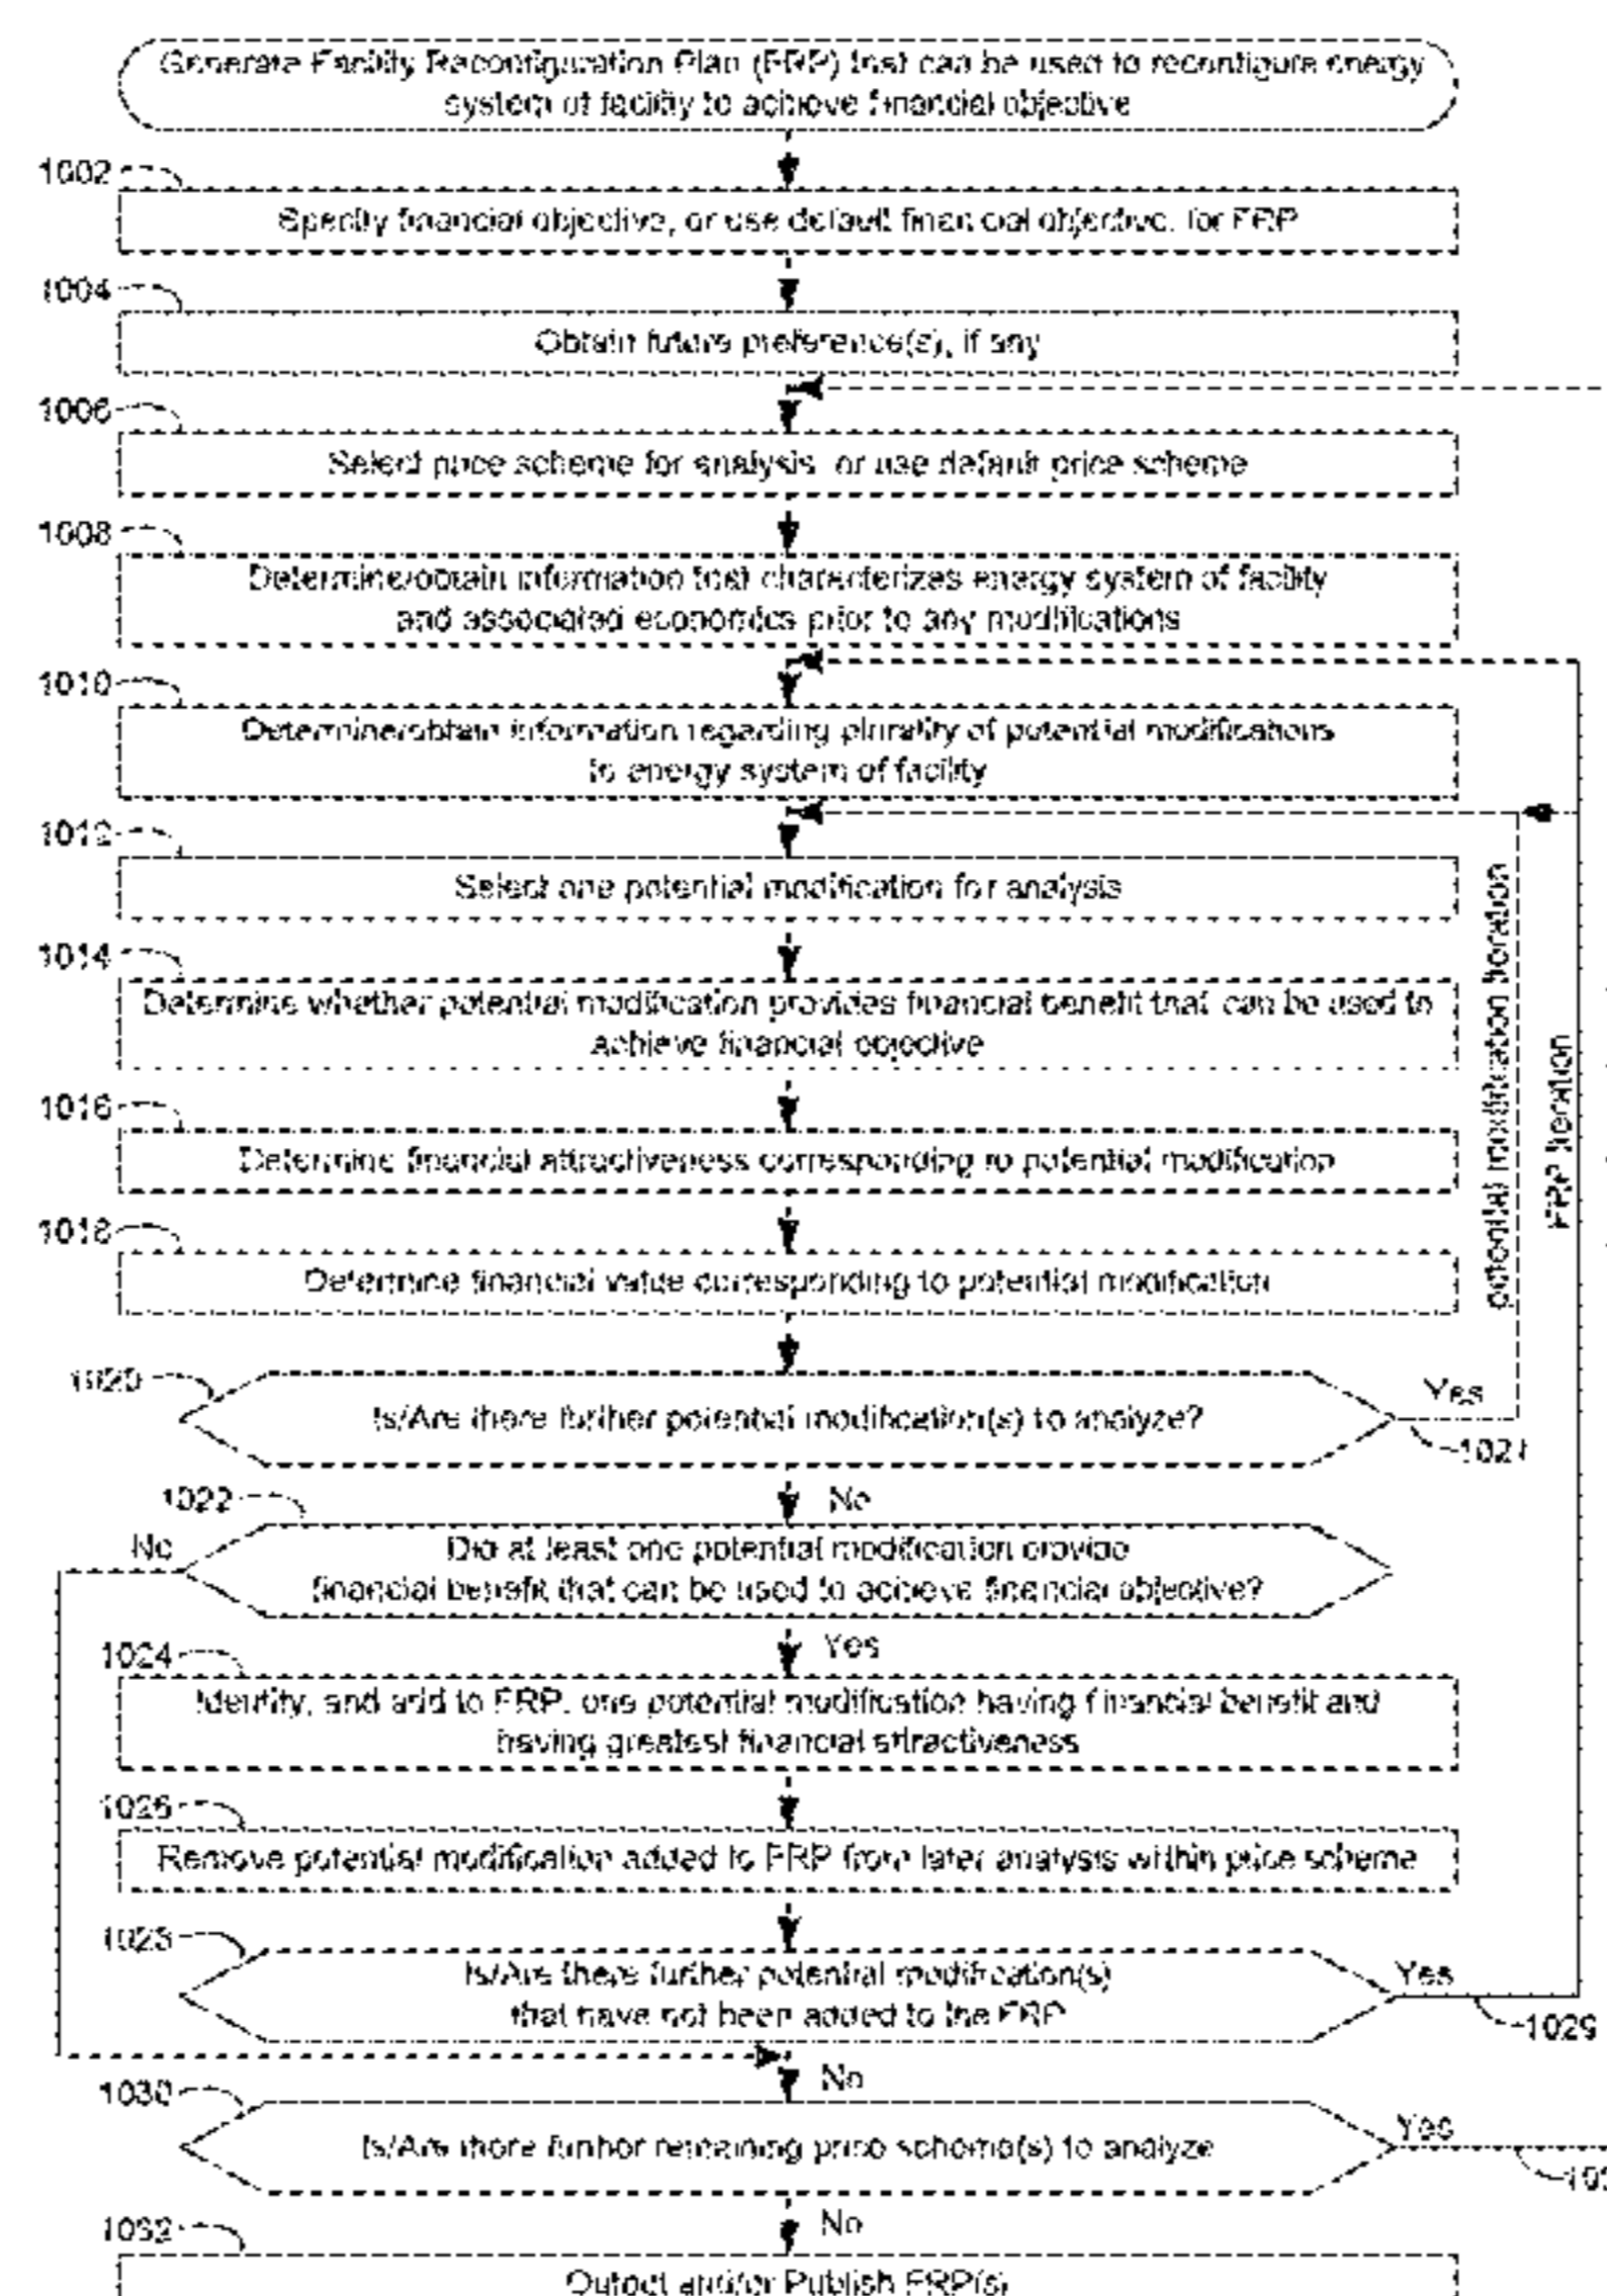 Generate Facility Reconfiguration Plan (FRP) that can be used to reconfigure energy
system of facility to achieve financial objective
1002
Specify financial objective, or use default financial objective, for FRP
1004
Obtain future preference(s), if any
1006
Select price scheme for analysis, or use default price scheme
1008
Determine/obtain information that characterizes energy system of facility
and associated economics prior to any modifications
1010
Determine/obtain information regarding plurality of potential modifications
to energy system of facility
1012
Select one potential modification for analysis
1014
Determine whether potential modification provides financial benefit that can be used to
achieve financial objective
1016
Determine financial attractiveness corresponding to potential modification
1018
Determine financial value corresponding to potential modification
potential modification iteration
FRP iteration
1020
Is/Are there further potential modification(s) to analyze?
Yes
1021
No
1022
Did at least one potential modification provide
financial benefit that can be used to achieve financial objective?
No
Yes
1024
Identify, and add to FRP, one potential modification having financial benefit and
having greatest financial attractiveness
1026
Remove potential modification added to FRP from later analysis within price scheme
1028
Is/Are there further potential modification(s)
that have not been added to the FRP
Yes
1029
No
1030
Is/Are there further remaining price scheme(s) to analyze
Yes
No
1032
Output and/or Publish FRP(s)